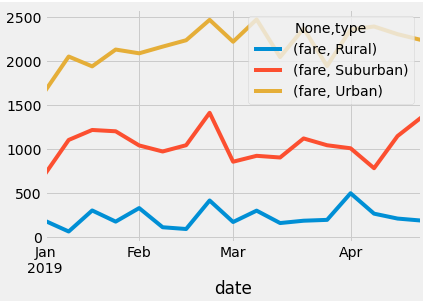 2500
2000
1500
1000
500
0
None,type
(fare, Rural)
(fare, Suburban)
(fare, Urban)
Jan
2019
Feb
Mar
Apr
date